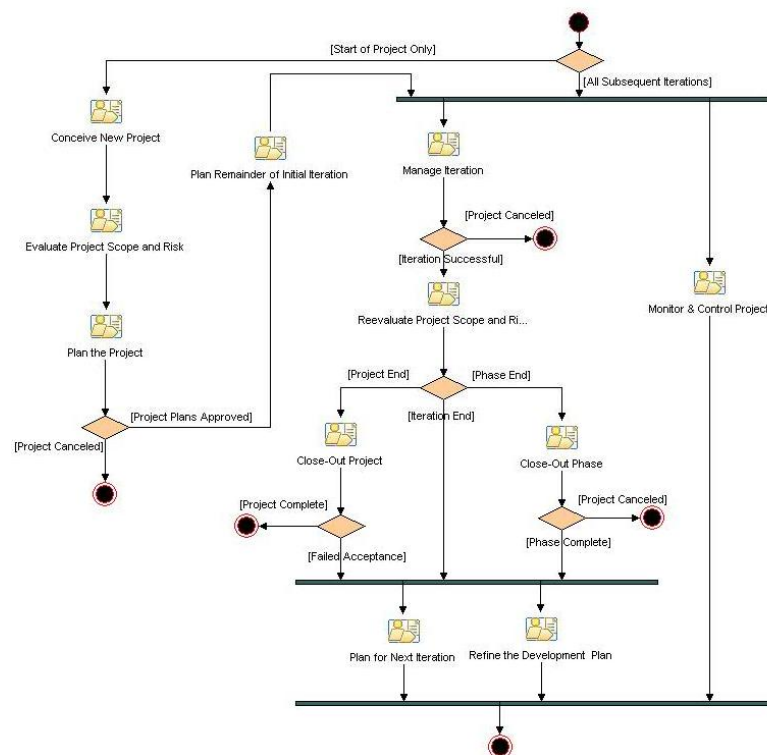 [Start of Project Only]
[All Subsequent Iterations]
Conceive New Project
Plan Remainder of Initial Iteration
Manage Iteration
[Project Canceled]
Evaluate Project Scope and Risk
[Iteration Successful]
Monitor & Control Project
Reevaluate Project Scope and Ri...
Plan the Project
[Project End]
[Phase End]
[Project Plans Approved]
[Iteration End]
[Project Canceled]
Close-Out Project
Close-Out Phase
[Project Complete]
[Project Canceled]
[Failed Acceptance]
[Phase Complete]
Plan for Next Iteration
Refine the Development Plan